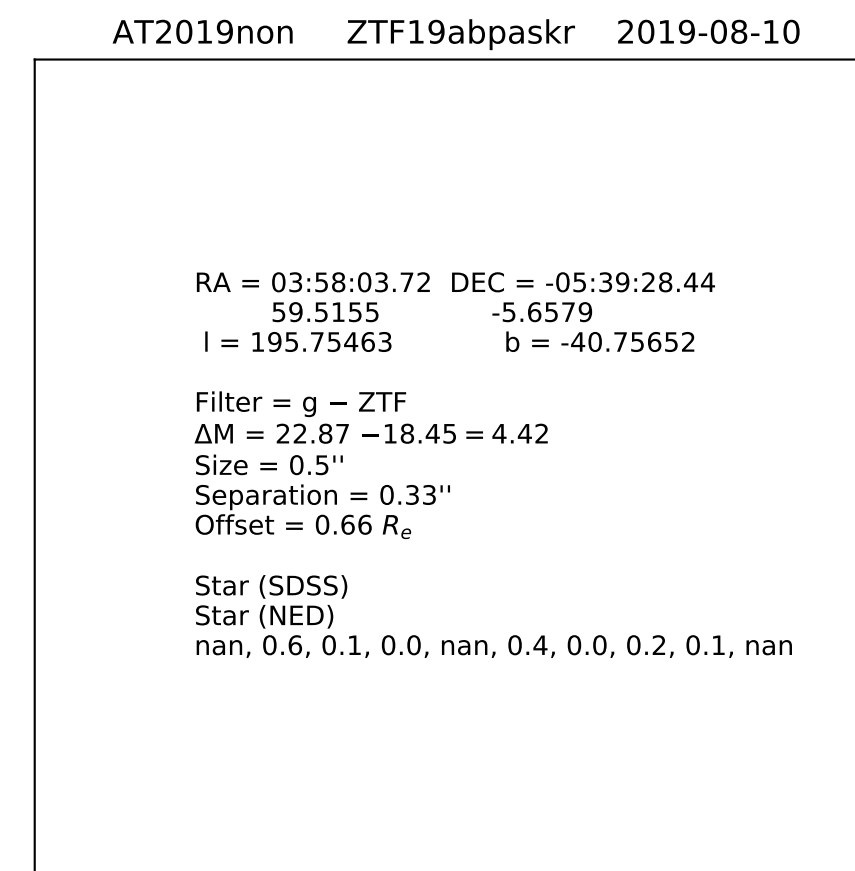 AT2019non ZTF19abpaskr 2019-08-10
RA = 03:58:03.72 DEC = -05:39:28.44
59.5155 -5.6579
l = 195.75463 b = -40.75652
Filter = g − ZTF
ΔM = 22.87 −18.45 = 4.42
Size = 0.5''
Separation = 0.33''
Offset = 0.66 Re
Star (SDSS)
Star (NED)
nan, 0.6, 0.1, 0.0, nan, 0.4, 0.0, 0.2, 0.1, nan